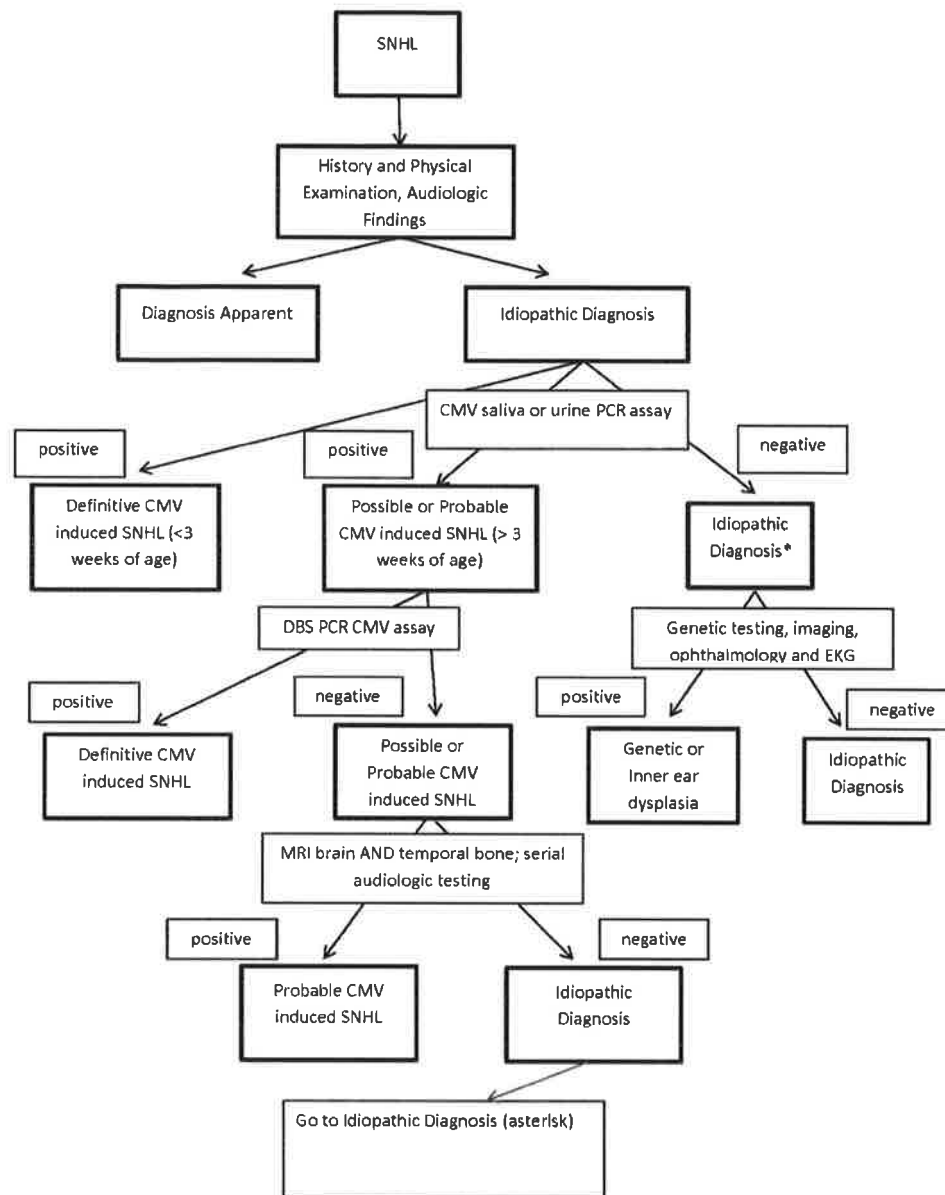 SNHL
History and Physical
Examination, Audiologic
Findings
Diagnosis Apparent
Idiopathic Diagnosis
CMV saliva or urine PCR assay
positive
positive
negative
Definitive CMV
induced SNHL (<3
weeks of age)
Possible or Probable
CMV induced SNHL (> 3
weeks of age)
Idiopathic
Diagnosis*
DBS PCR CMV assay
Genetic testing, imaging,
ophthalmology and EKG
positive
negative
positive
negative
Definitive CMV
induced SNHL
Possible or
Probable CMV
induced SNHL
Genetic or
Inner ear
dysplasia
Idiopathic
Diagnosis
MRI brain AND temporal bone; serial
audiologic testing
positive
negative
Probable CMV
induced SNHL
Idiopathic
Diagnosis
Go to Idiopathic Diagnosis (asterisk)